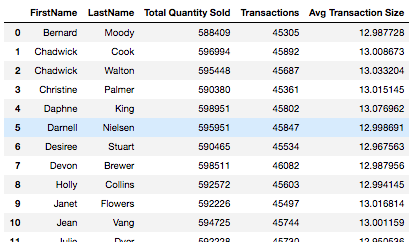 FirstName LastName Total Quantity Sold Transactions Avg Transaction Size
0 Bernard Moody 588409 45305 12.987728
1 Chadwick Cook 596994 45892 13.008673
2 Chadwick Walton 595448 45687 13.033204
3 Christine Palmer 590380 45361 13.015145
4 Daphne King 598951 45802 13.076962
5 Darnell Nielsen 595951 45847 12.998691
6 Desiree Stuart 590465 45534 12.967563
7 Devon Brewer 598511 46082 12.987956
8 Holly Collins 592572 45603 12.994145
9 Janet Flowers 592226 45497 13.016814
10 Jean Vang 594725 45744 13.001159
11 Julie Dyer